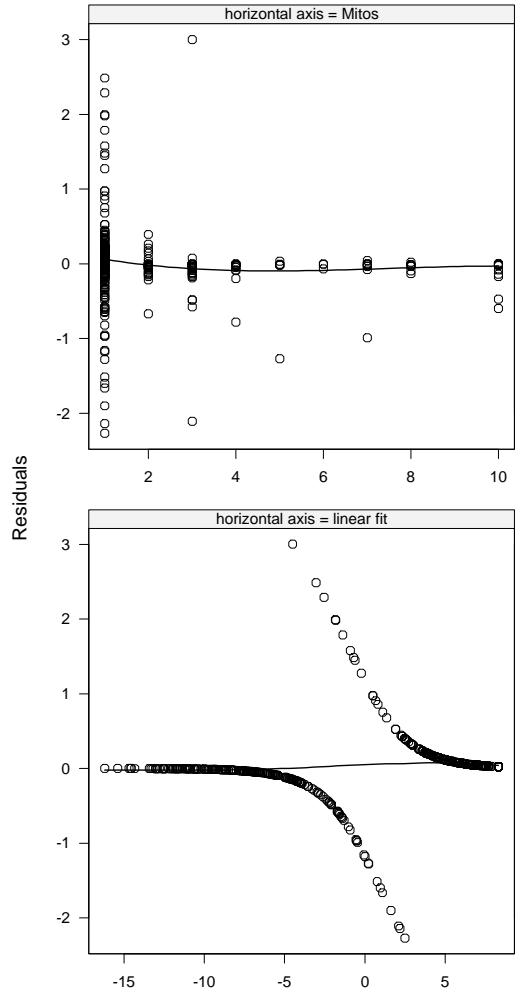 horizontal axis = Mitos
3
2
1
0
-1
-2
2 4 6 8 10
Residuals
horizontal axis = linear fit
3
2
1
0
-1
-2
-15 -10 -5 0 5